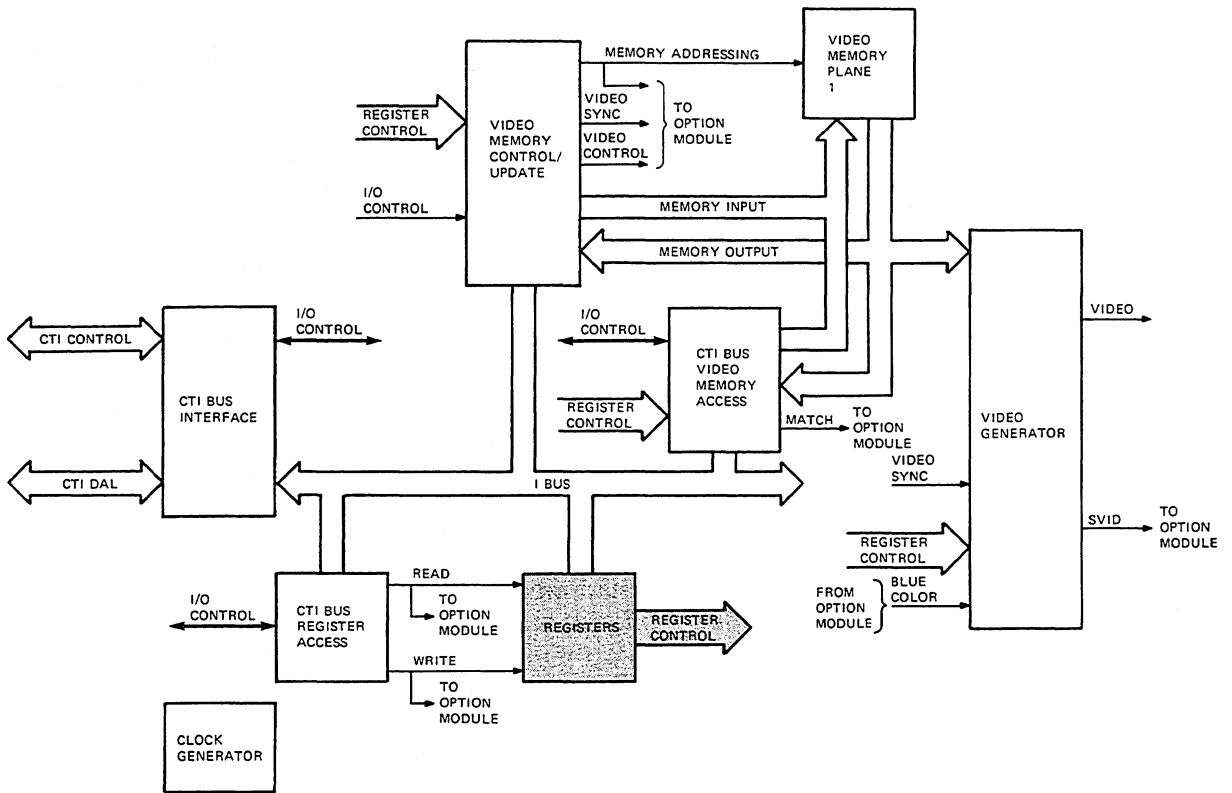 MEMORY ADDRESSING
VIDEO
MEMORY
PLANE
1
REGISTER
CONTROL
VIDEO
MEMORY
CONTROL/
UPDATE
VIDEO
SYNC
VIDEO
CONTROL
TO
OPTION
MODULE
I/O
CONTROL
MEMORY INPUT
MEMORY OUTPUT
CTI CONTROL
CTI BUS
INTERFACE
I/O
CONTROL
I/O
CONTROL
CTI BUS
VIDEO
MEMORY
ACCESS
REGISTER
CONTROL
MATCH
TO
OPTION
MODULE
VIDEO
VIDEO
GENERATOR
VIDEO
SYNC
CTI DAL
I BUS
SVID
TO
OPTION
MODULE
REGISTER
CONTROL
FROM
OPTION
MODULE
BLUE
COLOR
I/O
CONTROL
CTI BUS
REGISTER
ACCESS
READ
TO
OPTION
MODULE
WRITE
TO
OPTION
MODULE
REGISTERS
REGISTER
CONTROL
CLOCK
GENERATOR